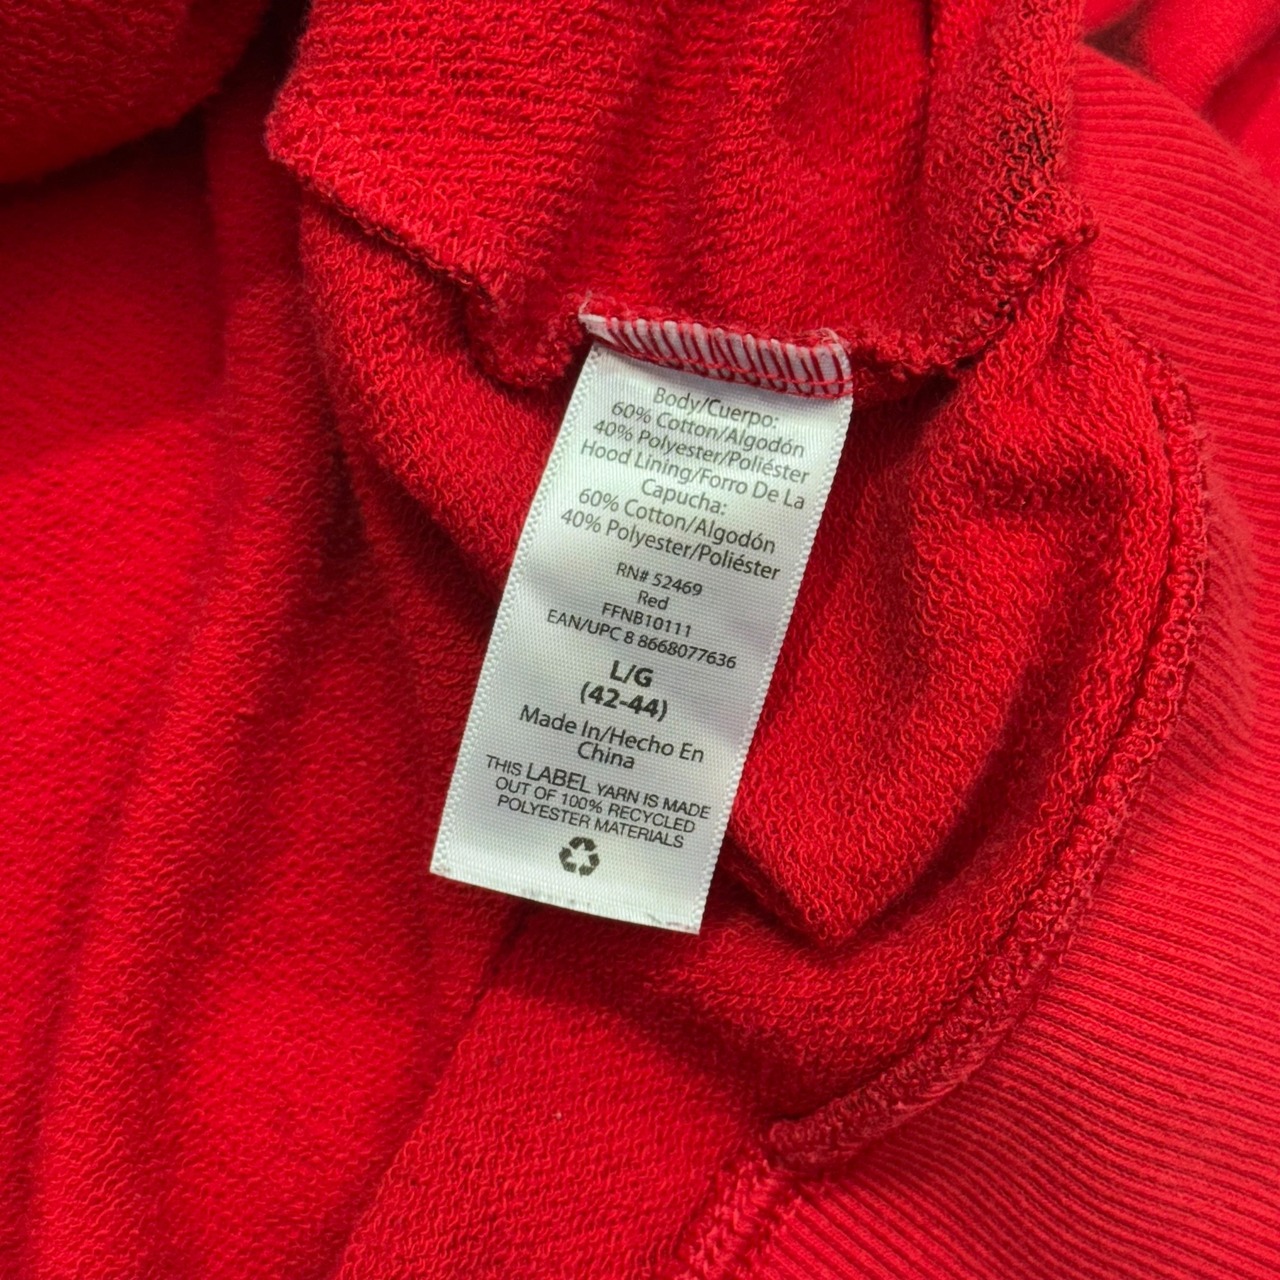 Body/Cuerpo:
60% Cotton/Algodón
40% Polyester/Poliéster
Hood Lining/Forro De La
Capucha:
60% Cotton/Algodón
40% Polyester/Poliéster
RN# 52469
Red
FFNB10111
EAN/UPC 8 8668077636
L/G
(42-44)
Made In/Hecho En
China
THIS LABEL YARN IS MADE
OUT OF 100% RECYCLED
POLYESTER MATERIALS